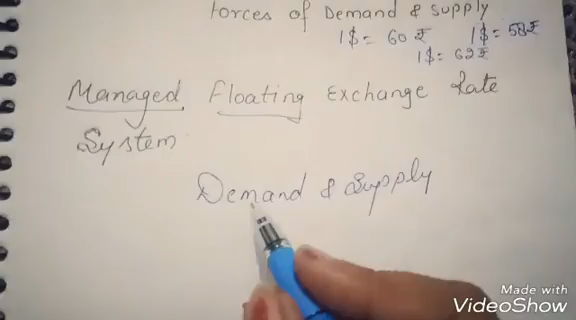 Forces of Demand & Supply
1$ = 60 ₹ 1$ = 58₹
1$ = 62₹
Managed Floating Exchange Rate
System
Demand & Supply
Made with
VideoShow